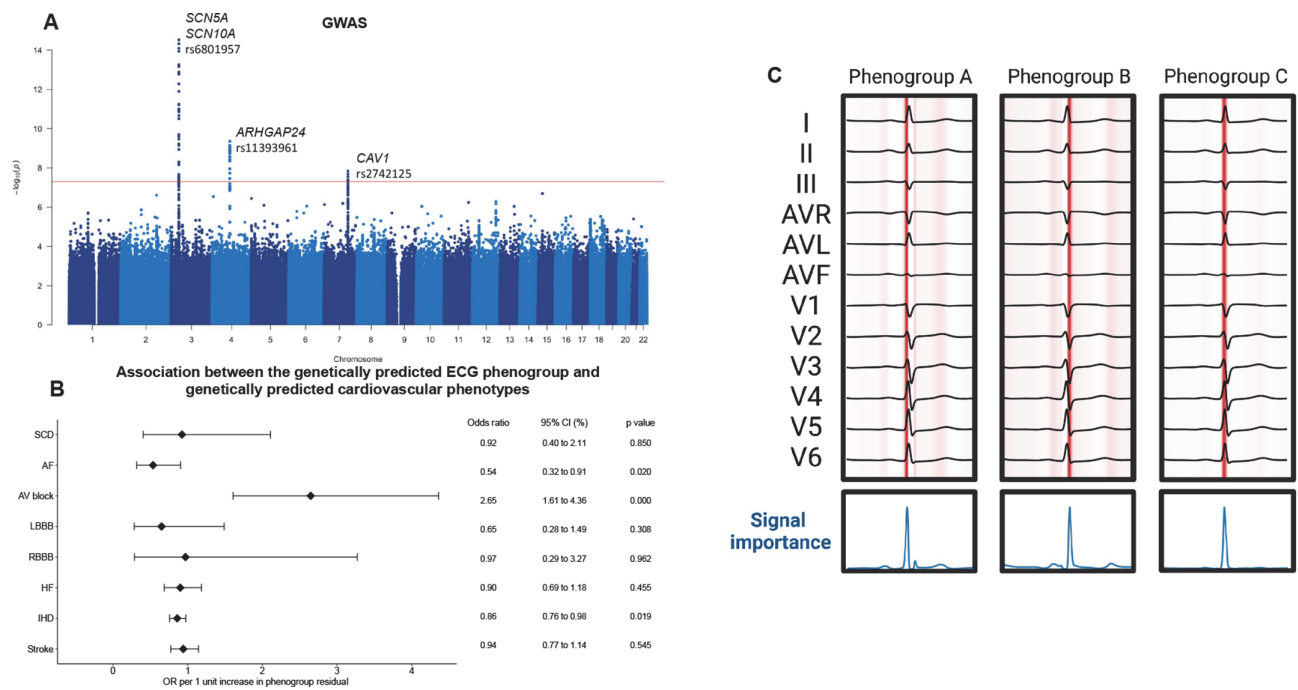 A
GWAS
SCN5A
SCN10A
rs6801957
ARHGAP24
rs11393961
CAV1
rs2742125
−log10(p)
14
12
10
8
6
4
2
0
1 2 3 4 5 6 7 8 9 10 11 12 13 14 15 16 17 18 20 22
Chromosome
B
Association between the genetically predicted ECG phenogroup and
genetically predicted cardiovascular phenotypes
Odds ratio 95% CI (%) p value
SCD 0.92 0.40 to 2.11 0.850
AF 0.54 0.32 to 0.91 0.020
AV block 2.65 1.61 to 4.36 0.000
LBBB 0.65 0.28 to 1.49 0.308
RBBB 0.97 0.29 to 3.27 0.962
HF 0.90 0.69 to 1.18 0.455
IHD 0.86 0.76 to 0.98 0.019
Stroke 0.94 0.77 to 1.14 0.545
0 1 2 3 4
OR per 1 unit increase in phenogroup residual
C
Phenogroup A Phenogroup B Phenogroup C
I
II
III
AVR
AVL
AVF
V1
V2
V3
V4
V5
V6
Signal
importance